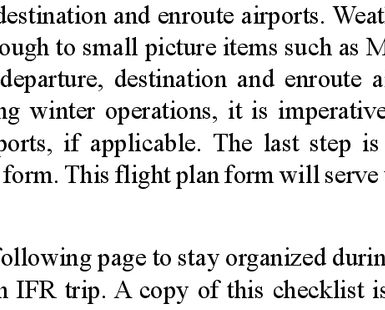 destination and enroute airports. Weat
ough to small picture items such as M
departure, destination and enroute a
ng winter operations, it is imperative
ports, if applicable. The last step is
form. This flight plan form will serve
following page to stay organized durin
n IFR trip. A copy of this checklist is